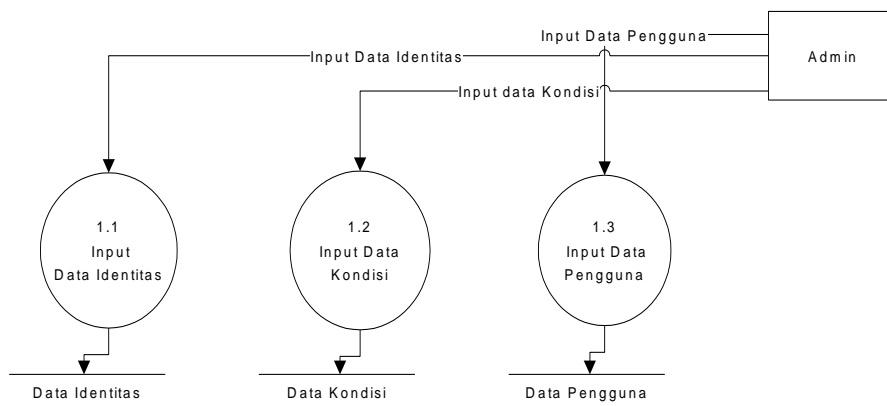 Input Data Pengguna
Admin
Input Data Identitas
Input data Kondisi
1.1
Input
Data Identitas
1.2
Input Data
Kondisi
1.3
Input Data
Pengguna
Data Identitas
Data Kondisi
Data Pengguna